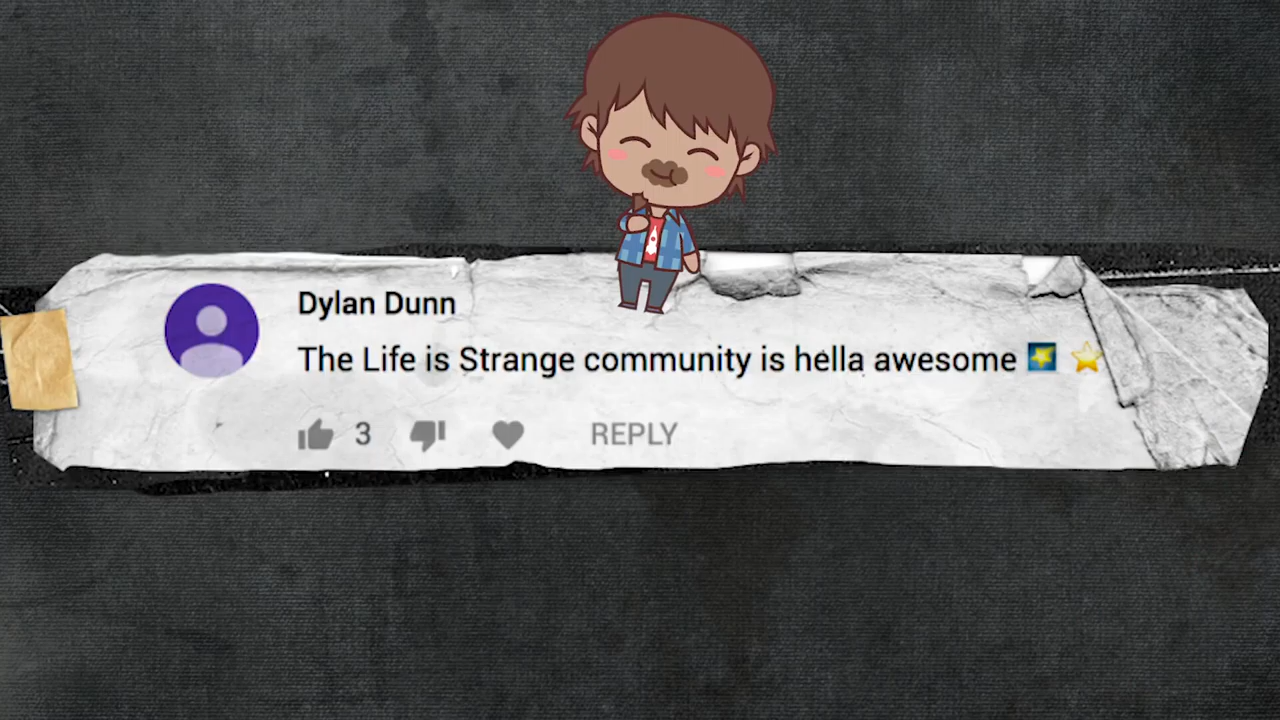 Dylan Dunn
The Life is Strange community is hella awesome 🌠 ⭐
3 REPLY